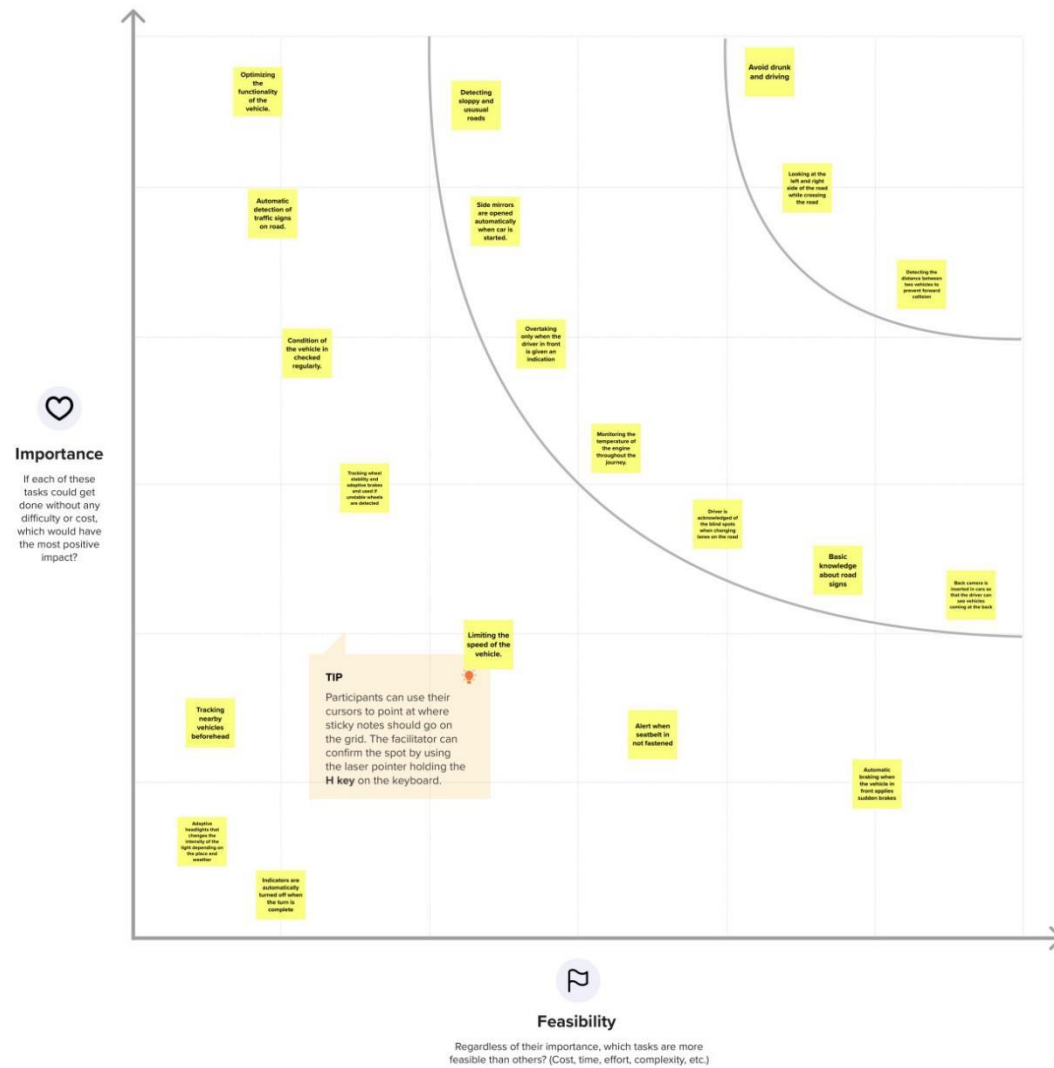 Optimizing
the
functionality
of the
vehicle.
Detecting
sloppy and
ususual
roads
Avoid drunk
and driving
Automatic
detection of
traffic signs
on road.
Side mirrors
are opened
automatically
when car is
started.
Looking at the
left and right
side of the road
while crossing
the road
Detecting the
distance between
two vehicles to
prevent forward
collision
Condition of
the vehicle in
checked
regularly.
Overtaking
only when the
driver in front
is given an
indication
Importance
If each of these
tasks could get
done without any
difficulty or cost,
which would have
the most positive
impact?
Tracking wheel
stability and
adaptive brakes
and used if
unstable wheels
are detected
Monitoring the
temperature of
the engine
throughout the
journey.
Driver is
acknowledged of
the blind spots
when changing
lanes on the road
Basic
knowledge
about road
signs
Back camera is
inserted in cars so
that the driver can
see vehicles
coming at the back
Limiting the
speed of the
vehicle.
TIP
Participants can use their
cursors to point at where
sticky notes should go on
the grid. The facilitator can
confirm the spot by using
the laser pointer holding the
H key on the keyboard.
Tracking
nearby
vehicles
beforehead
Alert when
seatbelt in
not fastened
Automatic
braking when
the vehicle in
front applies
sudden brakes
Adaptive
headlights that
changes the
intensity of the
light depending on
the place and
weather
Indicators are
automatically
turned off when
the turn is
complete
Feasibility
Regardless of their importance, which tasks are more
feasible than others? (Cost, time, effort, complexity, etc.)